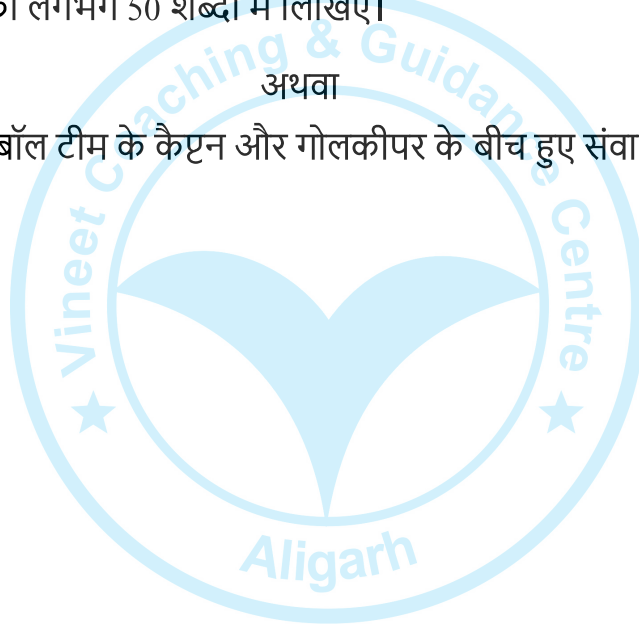 को लगभग 50 शब्दों में लिखिए।
अथवा
बॉल टीम के कैप्टन और गोलकीपर के बीच हुए संवा
Vineet Coaching & Guidance Centre
Aligarh